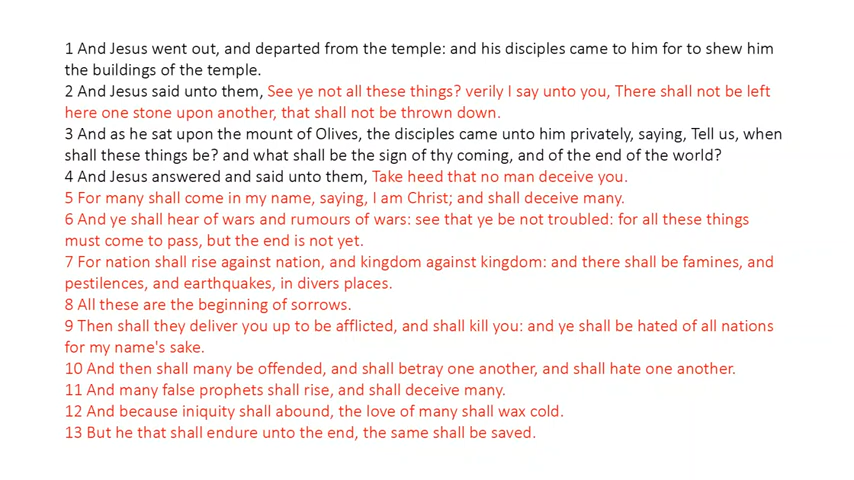 1 And Jesus went out, and departed from the temple: and his disciples came to him for to shew him
the buildings of the temple.
2 And Jesus said unto them, See ye not all these things? verily I say unto you, There shall not be left
here one stone upon another, that shall not be thrown down.
3 And as he sat upon the mount of Olives, the disciples came unto him privately, saying, Tell us, when
shall these things be? and what shall be the sign of thy coming, and of the end of the world?
4 And Jesus answered and said unto them, Take heed that no man deceive you.
5 For many shall come in my name, saying, I am Christ; and shall deceive many.
6 And ye shall hear of wars and rumours of wars: see that ye be not troubled: for all these things
must come to pass, but the end is not yet.
7 For nation shall rise against nation, and kingdom against kingdom: and there shall be famines, and
pestilences, and earthquakes, in divers places.
8 All these are the beginning of sorrows.
9 Then shall they deliver you up to be afflicted, and shall kill you: and ye shall be hated of all nations
for my name's sake.
10 And then shall many be offended, and shall betray one another, and shall hate one another.
11 And many false prophets shall rise, and shall deceive many.
12 And because iniquity shall abound, the love of many shall wax cold.
13 But he that shall endure unto the end, the same shall be saved.